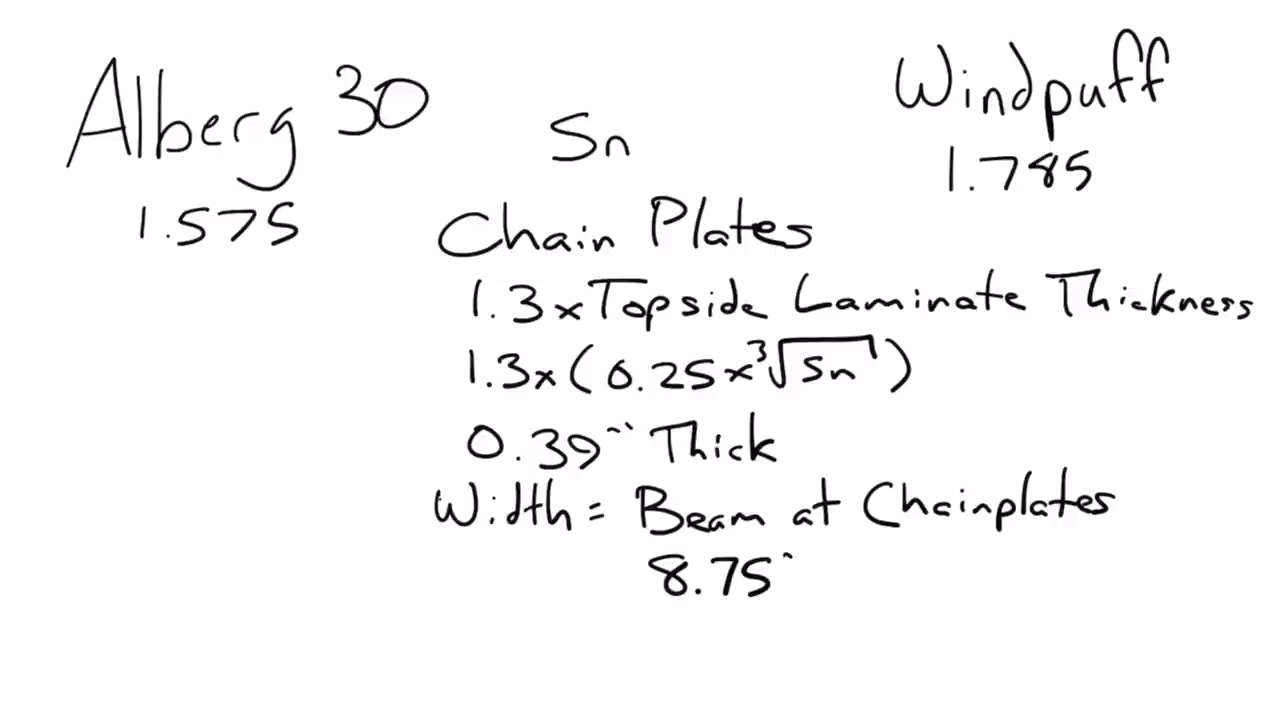 Alberg 30
1.575
Sn
Windpuff
1.785
Chain Plates
1.3x Topside Laminate Thickness
1.3x (0.25x ³√Sn)
0.39" Thick
Width = Beam at Chainplates
8.75'